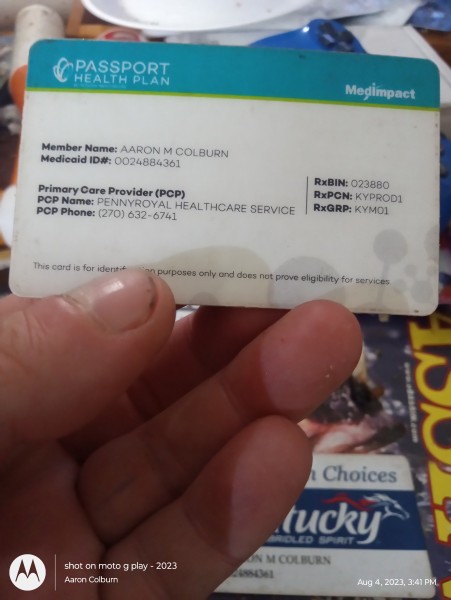 PASSPORT
HEALTH PLAN
Medimpact
Member Name: AARON M COLBURN
Medicaid ID#: 0024884361
Primary Care Provider (PCP)
PCP Name: PENNYROYAL HEALTHCARE SERVICE
PCP Phone: (270) 632-6741
RxBIN: 023880
RxPCN: KYPROD1
RxGRP: KYM01
This card is for purposes only and does not prove eligibility for services
Choices
tucky
BRIDLED SPIRIT
ON M COLBURN
24884361
shot on moto g play - 2023
Aaron Colburn
Aug 4, 2023, 3:41 PM.